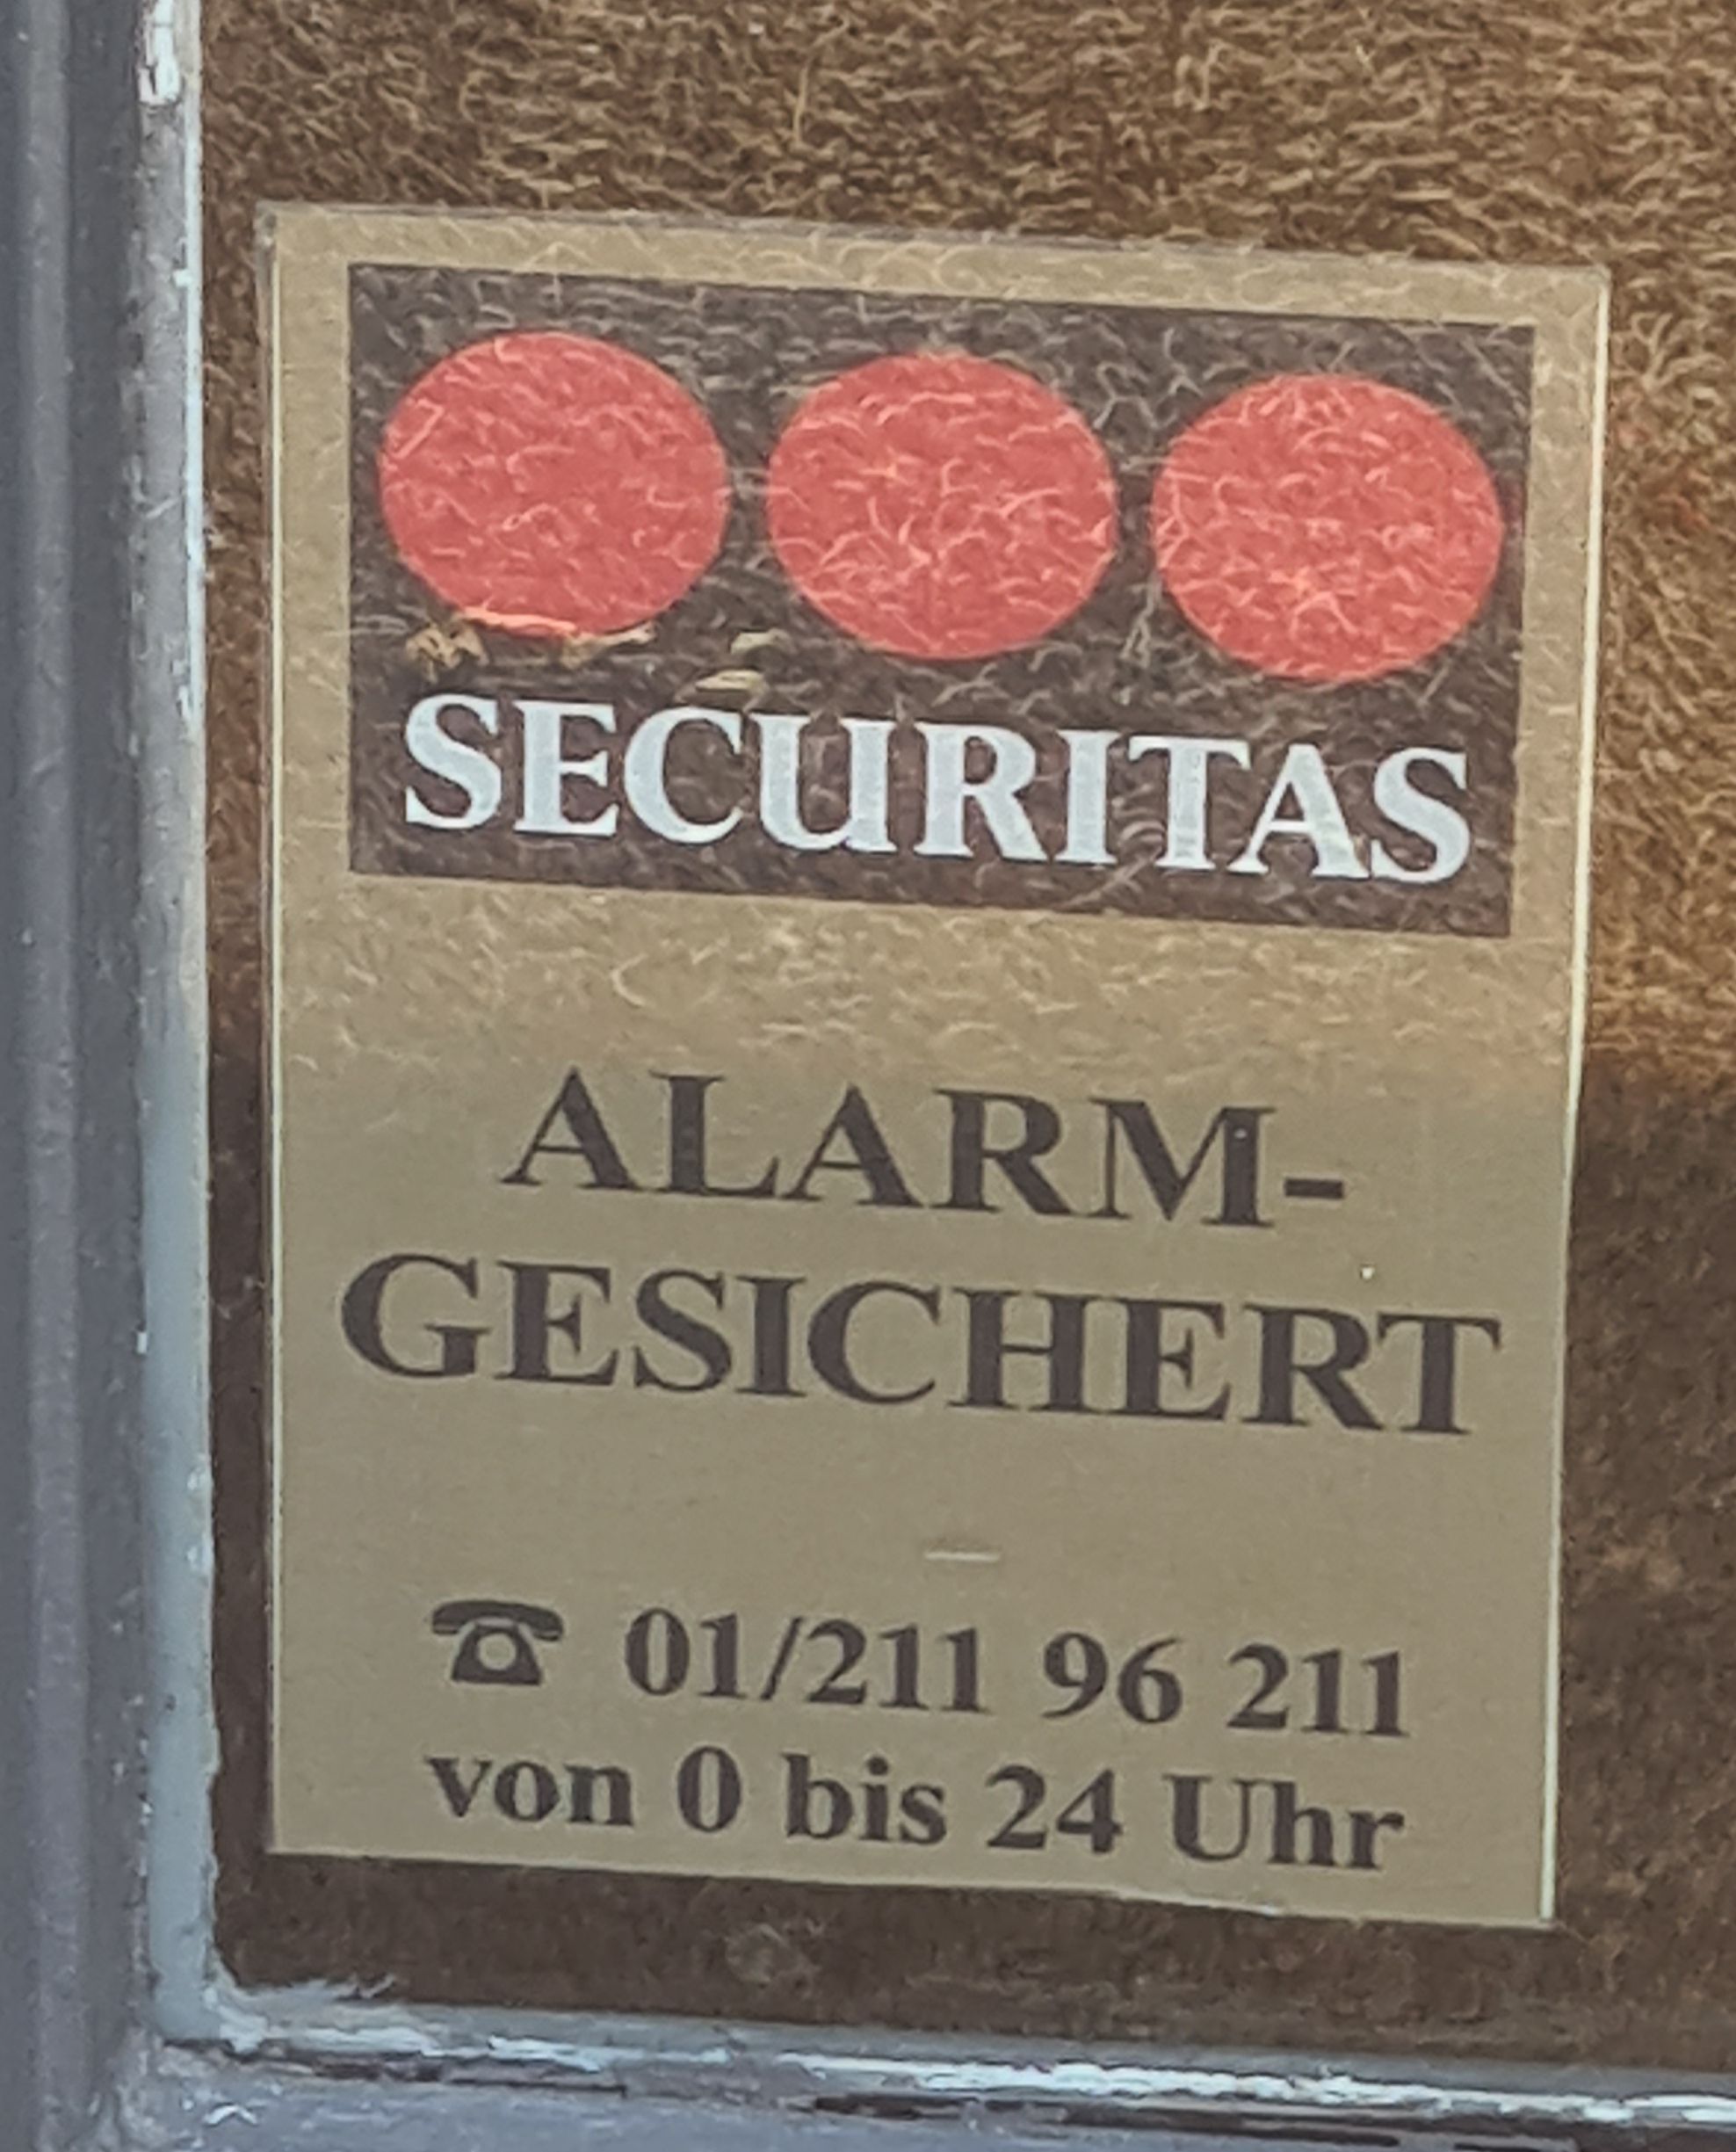 SECURITAS
ALARM-
GESICHERT
☎ 01/211 96 211
von 0 bis 24 Uhr